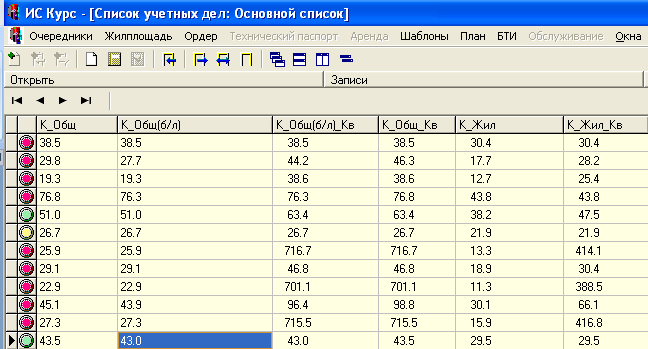 ИС Курс - [Список учетных дел: Основной список]
Очередники Жилплощадь Ордер Технический паспорт Аренда Шаблоны План БТИ Обслуживание Окна
Открыть Записи
К_Общ К_Общ(б/л) К_Общ(б/л)_Кв К_Общ_Кв К_Жил К_Жил_Кв
38.5 38.5 38.5 38.5 30.4 30.4
29.8 27.7 44.2 46.3 17.7 28.2
19.3 19.3 38.6 38.6 12.7 25.4
76.8 76.3 76.3 76.8 43.8 43.8
51.0 51.0 63.4 63.4 38.2 47.5
26.7 26.7 26.7 26.7 21.9 21.9
25.9 25.9 716.7 716.7 13.3 414.1
29.1 29.1 46.8 46.8 18.9 30.4
22.9 22.9 701.1 701.1 11.3 388.5
45.1 43.9 96.4 98.8 30.1 66.1
27.3 27.3 715.5 715.5 15.9 416.8
43.5 43.0 43.0 43.5 29.5 29.5